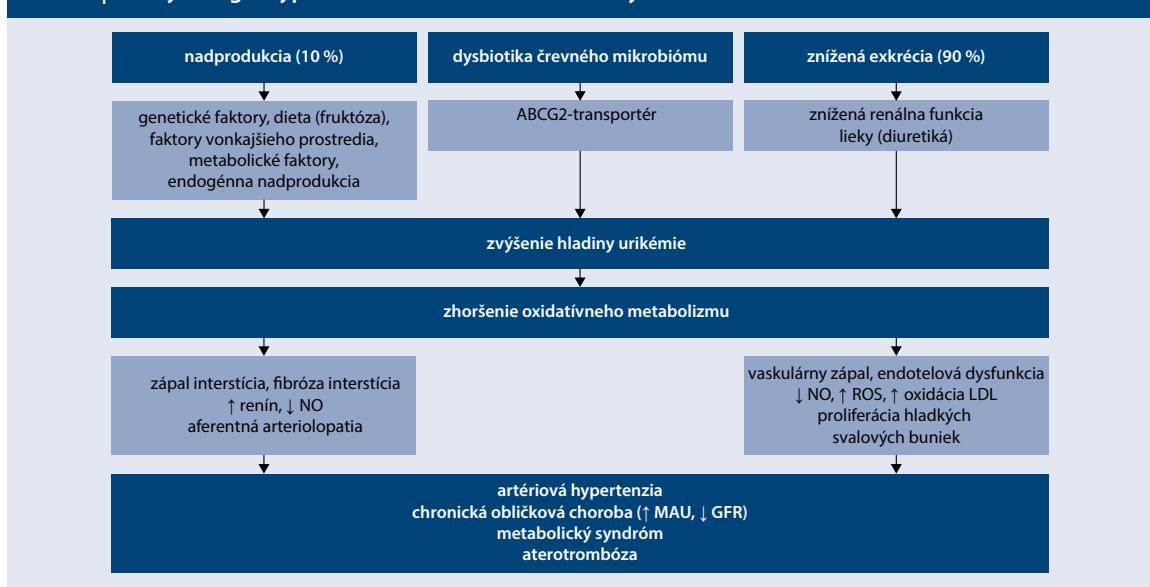 nadprodukcia (10 %)
genetické faktory, dieta (fruktóza),
faktory vonkajšieho prostredia,
metabolické faktory,
endogénna nadprodukcia
dysbiotika črevného mikrobiómu
ABCG2-transportér
znížená exkrécia (90 %)
znížená renálna funkcia
lieky (diuretiká)
zvýšenie hladiny urikémie
zhoršenie oxidatívneho metabolizmu
zápal interstícia, fibróza interstícia
↑ renín, ↓ NO
aferentná arteriolopatia
vaskulárny zápal, endotelová dysfunkcia
↓ NO, ↑ ROS, ↑ oxidácia LDL
proliferácia hladkých
svalových buniek
artériová hypertenzia
chronická obličková choroba (↑ MAU, ↓ GFR)
metabolický syndróm
aterotrombóza